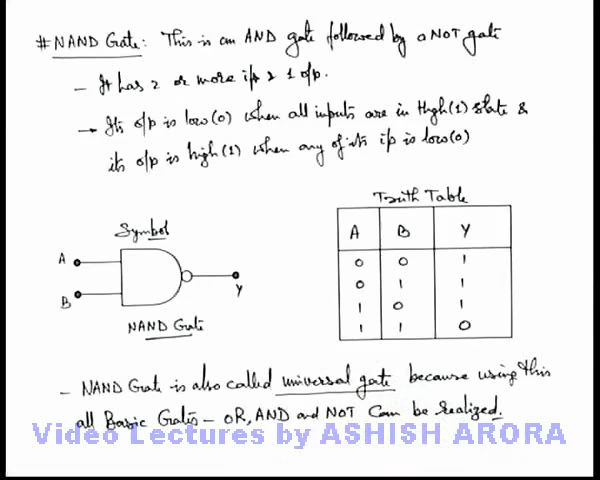 # NAND Gate: This is an AND gate followed by a NOT gate
- It has 2 or more i/p & 1 o/p.
- Its o/p is low(0) when all inputs are in High(1) state &
its o/p is high(1) when any of its i/p is low(0)
Truth Table
Symbol
A B Y
A
0 0 1
0 1 1
B
Y
1 0 1
NAND Gate
1 1 0
- NAND Gate is also called universal gate because using this
all Basic Gates - OR, AND and NOT Can be Realized.
Video Lectures by ASHISH ARORA